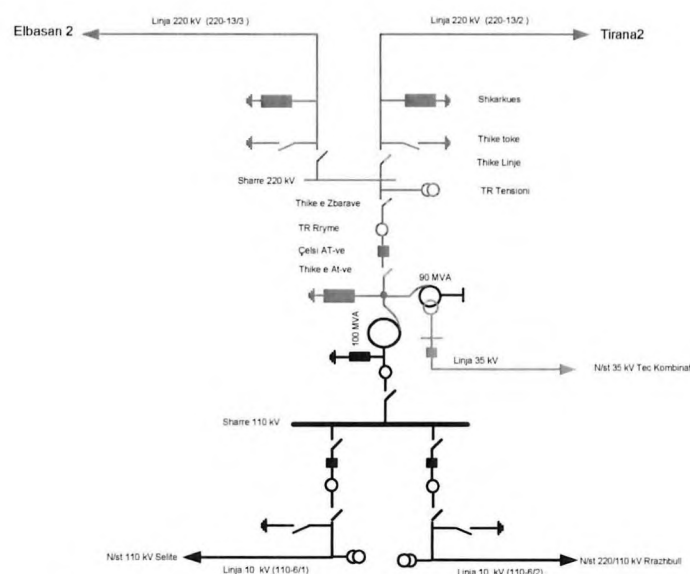 Linja 220 kV (220-13/3)
Linja 220 kV (220-13/2 )
Elbasan 2
Tirana2
Shkarkues
Thike toke
Thike Linje
Sharre 220 kV
TR Tensioni
Thike e Zbarave
TR Rryme
Çelsi AT-ve
Thike e At-ve
90 MVA
100 MVA
Linja 35 kV
N/st 35 kV Tec Kombinat
Sharre 110 kV
N/st 110 kV Selite
N/st 220/110 kV Rrazhbull
Linja 10 kV (110-6/1)
Linja 10 kV (110-6/2)